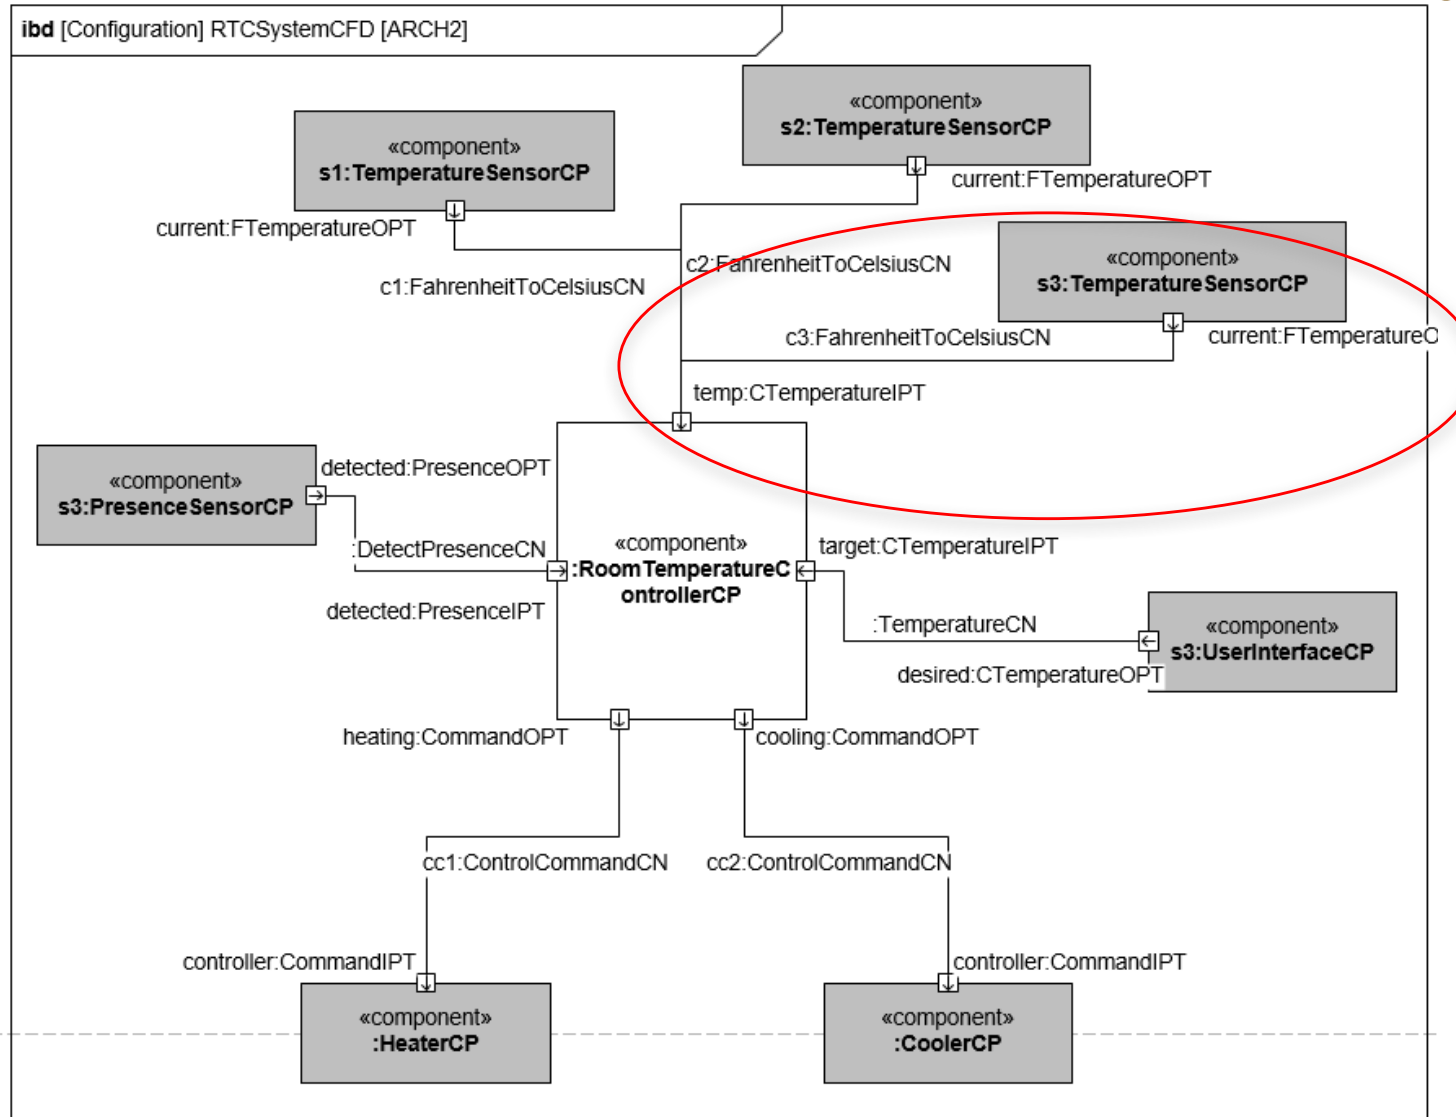 ibd [Configuration] RTCSystemCFD [ARCH2]
«component»
s2:TemperatureSensorCP
«component»
s1:TemperatureSensorCP
current:FTemperatureOPT
current:FTemperatureOPT
c2:FahrenheitToCelsiusCN
c1:FahrenheitToCelsiusCN
«component»
s3:TemperatureSensorCP
c3:FahrenheitToCelsiusCN
current:FTemperatureO
temp:CTemperatureIPT
«component»
s3:PresenceSensorCP
detected:PresenceOPT
:DetectPresenceCN
detected:PresenceIPT
«component»
:RoomTemperatureC
ontrollerCP
target:CTemperatureIPT
:TemperatureCN
«component»
s3:UserInterfaceCP
desired:CTemperatureOPT
heating:CommandOPT
cooling:CommandOPT
cc1:ControlCommandCN
cc2:ControlCommandCN
controller:CommandIPT
controller:CommandIPT
«component»
:HeaterCP
«component»
:CoolerCP